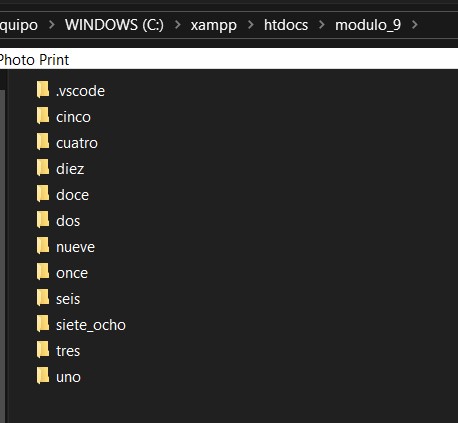 quipo > WINDOWS (C:) > xampp > htdocs > modulo_9 >
Photo Print
.vscode
cinco
cuatro
diez
doce
dos
nueve
once
seis
siete_ocho
tres
uno